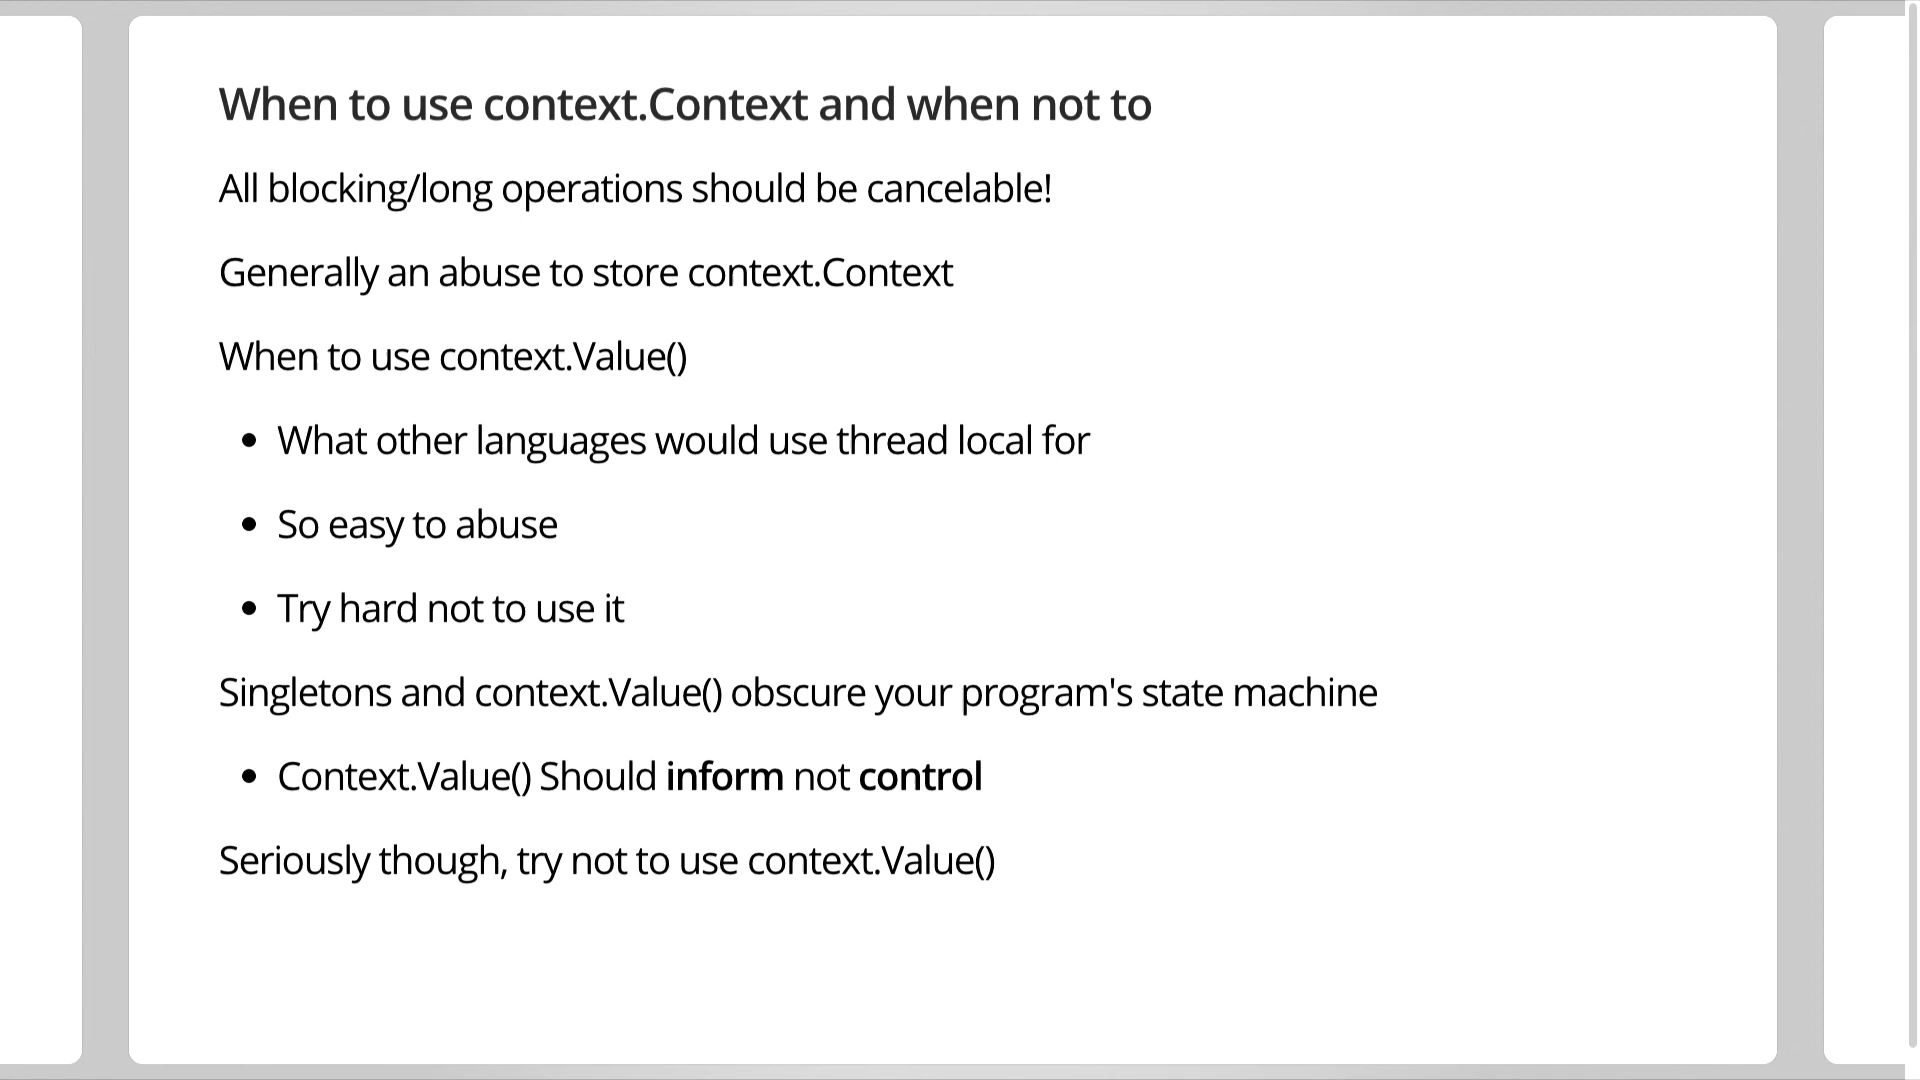 When to use context.Context and when not to
All blocking/long operations should be cancelable!
Generally an abuse to store context.Context
When to use context.Value()
• What other languages would use thread local for
• So easy to abuse
• Try hard not to use it
Singletons and context.Value() obscure your program's state machine
• Context.Value() Should inform not control
Seriously though, try not to use context.Value()